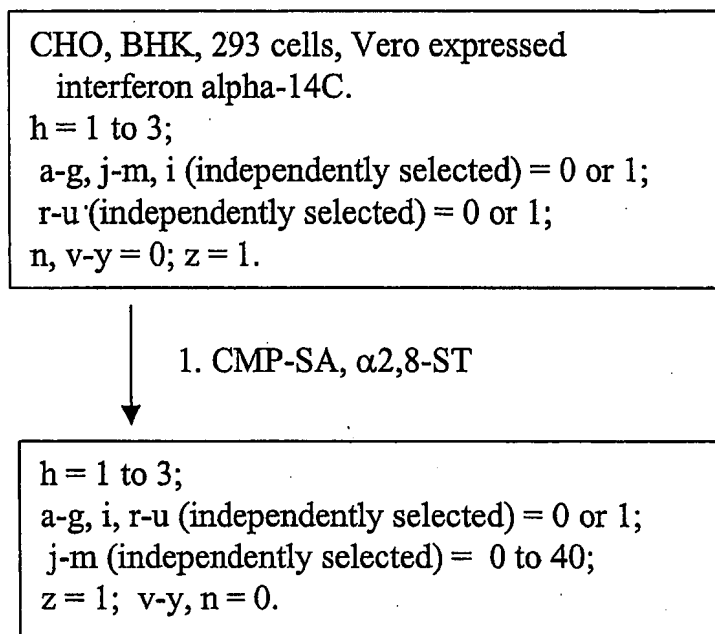 CHO, BHK, 293 cells, Vero expressed
interferon alpha-14C.
h = 1 to 3;
a-g, j-m, i (independently selected) = 0 or 1;
r-u (independently selected) = 0 or 1;
n, v-y = 0; z = 1.
1. CMP-SA, α2,8-ST
h = 1 to 3;
a-g, i, r-u (independently selected) = 0 or 1;
j-m (independently selected) = 0 to 40;
z = 1; v-y, n = 0.